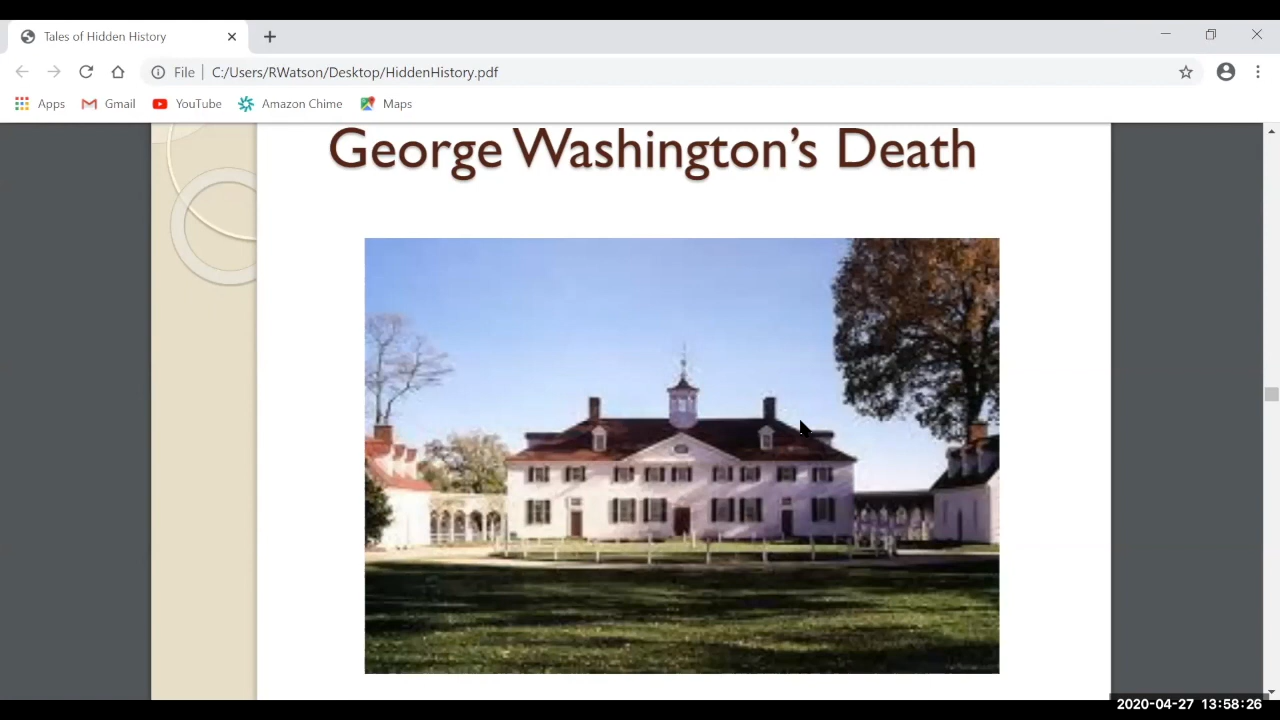 Tales of Hidden History
File
C:/Users/RWatson/Desktop/HiddenHistory.pdf
Apps
Gmail
YouTube
Amazon Chime
Maps
George Washington's Death
2020-04-27 13:58:26